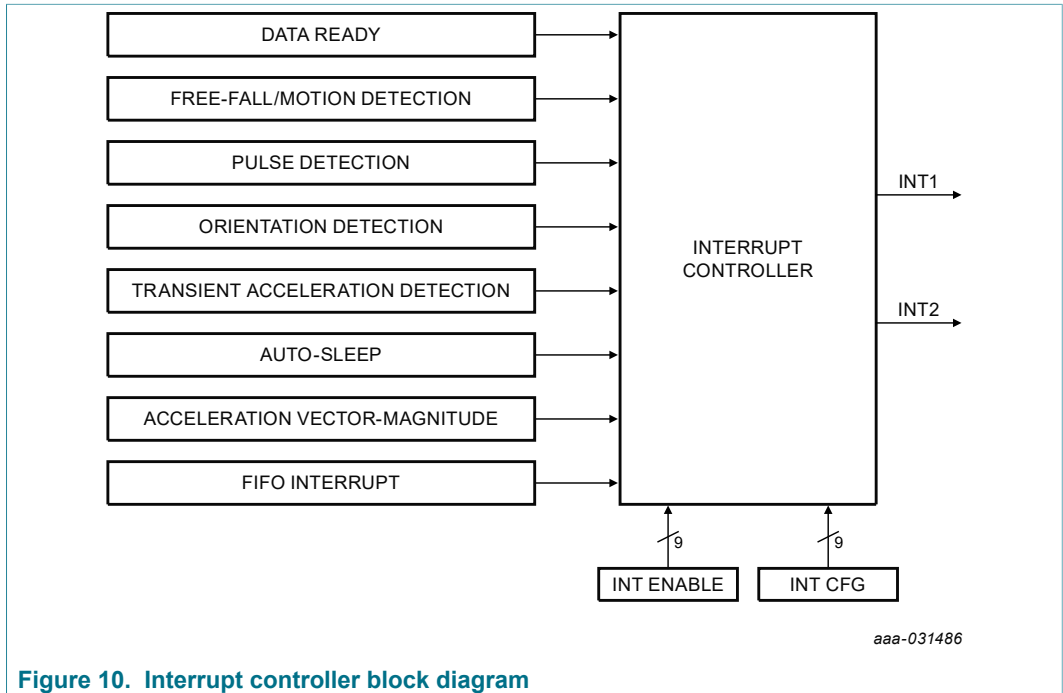 DATA READY
FREE-FALL/MOTION DETECTION
PULSE DETECTION
ORIENTATION DETECTION
TRANSIENT ACCELERATION DETECTION
AUTO-SLEEP
ACCELERATION VECTOR-MAGNITUDE
FIFO INTERRUPT
INTERRUPT
CONTROLLER
INT1
INT2
9
9
INT ENABLE
INT CFG
aaa-031486
Figure 10. Interrupt controller block diagram